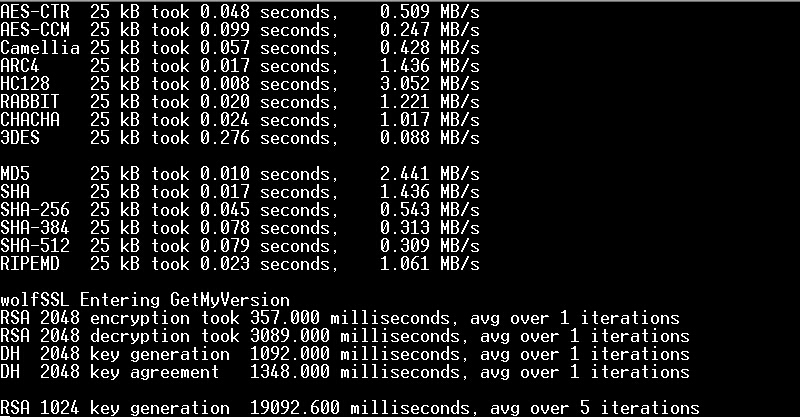 AES-CTR  25 kB took 0.048 seconds,    0.509 MB/s
AES-CCM  25 kB took 0.099 seconds,    0.247 MB/s
Camellia 25 kB took 0.057 seconds,    0.428 MB/s
ARC4     25 kB took 0.017 seconds,    1.436 MB/s
HC128    25 kB took 0.008 seconds,    3.052 MB/s
RABBIT   25 kB took 0.020 seconds,    1.221 MB/s
CHACHA   25 kB took 0.024 seconds,    1.017 MB/s
3DES     25 kB took 0.276 seconds,    0.088 MB/s
MD5      25 kB took 0.010 seconds,    2.441 MB/s
SHA      25 kB took 0.017 seconds,    1.436 MB/s
SHA-256  25 kB took 0.045 seconds,    0.543 MB/s
SHA-384  25 kB took 0.078 seconds,    0.313 MB/s
SHA-512  25 kB took 0.079 seconds,    0.309 MB/s
RIPEMD   25 kB took 0.023 seconds,    1.061 MB/s
wolfSSL Entering GetMyVersion
RSA 2048 encryption took 357.000 milliseconds, avg over 1 iterations
RSA 2048 decryption took 3089.000 milliseconds, avg over 1 iterations
DH  2048 key generation  1092.000 milliseconds, avg over 1 iterations
DH  2048 key agreement   1348.000 milliseconds, avg over 1 iterations
RSA 1024 key generation  19092.600 milliseconds, avg over 5 iterations